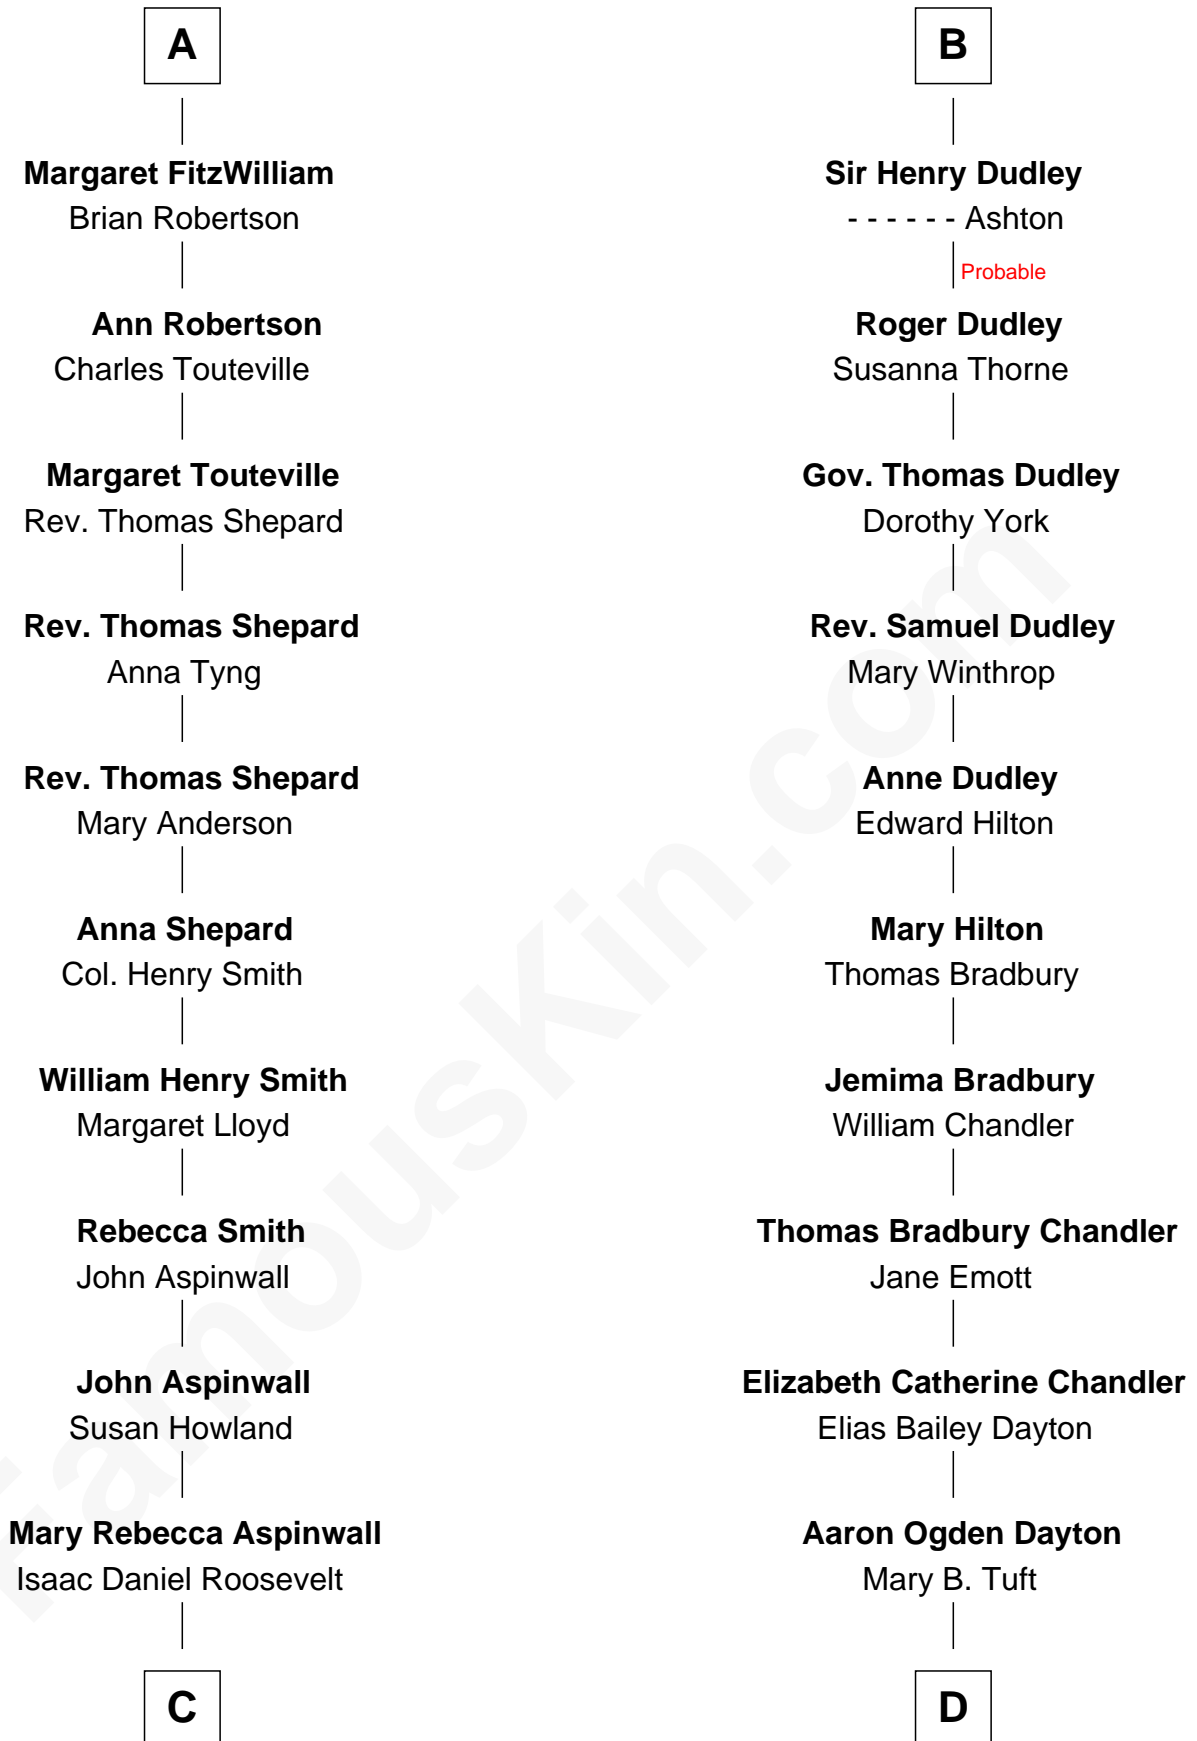 A
Margaret FitzWilliam
Brian Robertson
Ann Robertson
Charles Touteville
Margaret Touteville
Rev. Thomas Shepard
Rev. Thomas Shepard
Anna Tyng
Rev. Thomas Shepard
Mary Anderson
Anna Shepard
Col. Henry Smith
William Henry Smith
Margaret Lloyd
Rebecca Smith
John Aspinwall
John Aspinwall
Susan Howland
Mary Rebecca Aspinwall
Isaac Daniel Roosevelt
C
B
Sir Henry Dudley
- - - - - - Ashton
Probable
Roger Dudley
Susanna Thorne
Gov. Thomas Dudley
Dorothy York
Rev. Samuel Dudley
Mary Winthrop
Anne Dudley
Edward Hilton
Mary Hilton
Thomas Bradbury
Jemima Bradbury
William Chandler
Thomas Bradbury Chandler
Jane Emott
Elizabeth Catherine Chandler
Elias Bailey Dayton
Aaron Ogden Dayton
Mary B. Tuft
D
FamousKin.com